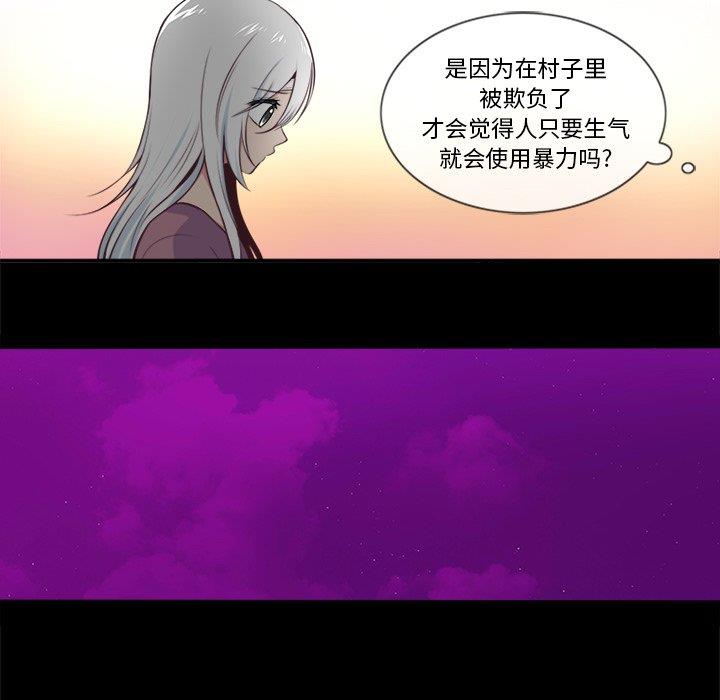 是因为在村子里
被欺负了
才会觉得人只要生气
就会使用暴力吗?